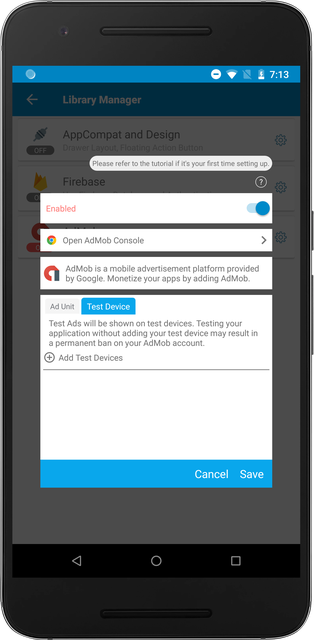 7:13
Library Manager
AppCompat and Design
Drawer Layout, Floating Action Button
OFF
Please refer to the tutorial if it's your first time setting up.
Firebase
?
Enabled
Open AdMob Console
AdMob is a mobile advertisement platform provided
by Google. Monetize your apps by adding AdMob.
Ad Unit
Test Device
Test Ads will be shown on test devices. Testing your
application without adding your test device may result in
a permanent ban on your AdMob account.
Add Test Devices
Cancel
Save